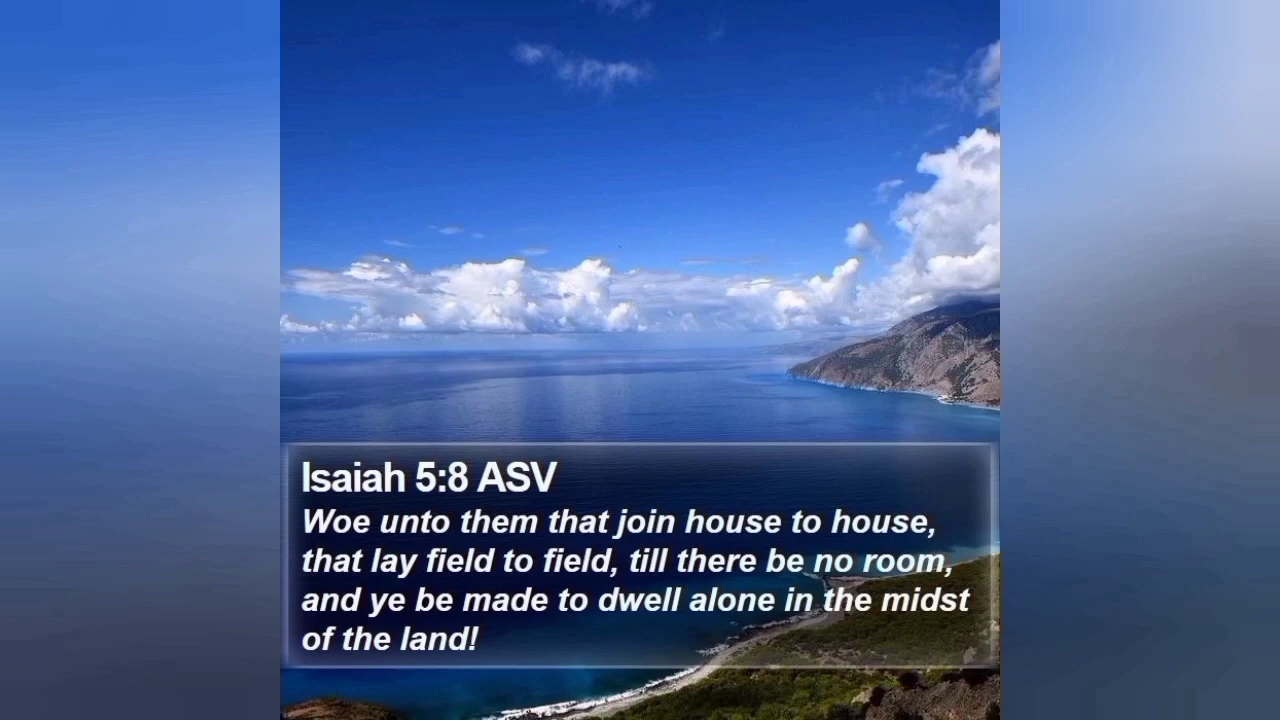 Isaiah 5:8 ASV
Woe unto them that join house to house,
that lay field to field, till there be no room,
and ye be made to dwell alone in the midst
of the land!